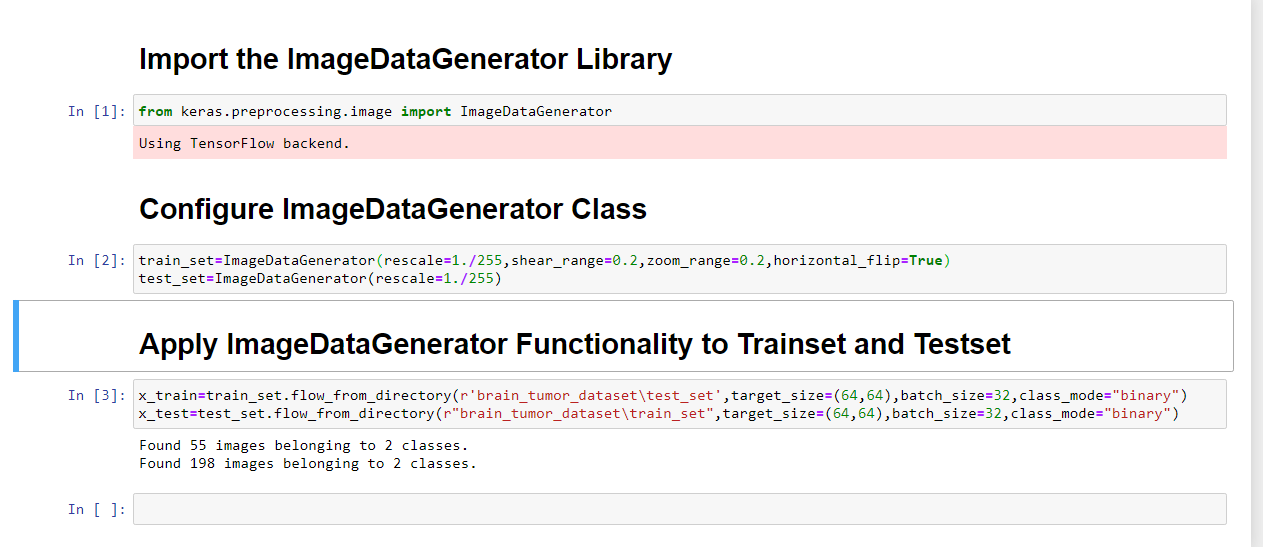 Import the ImageDataGenerator Library
In [1]: from keras.preprocessing.image import ImageDataGenerator
Using TensorFlow backend.
Configure ImageDataGenerator Class
In [2]: train_set=ImageDataGenerator(rescale=1./255,shear_range=0.2,zoom_range=0.2,horizontal_flip=True)
test_set=ImageDataGenerator(rescale=1./255)
Apply ImageDataGenerator Functionality to Trainset and Testset
In [3]: x_train=train_set.flow_from_directory(r'brain_tumor_dataset\test_set',target_size=(64,64),batch_size=32,class_mode="binary")
x_test=test_set.flow_from_directory(r"brain_tumor_dataset\train_set",target_size=(64,64),batch_size=32,class_mode="binary")
Found 55 images belonging to 2 classes.
Found 198 images belonging to 2 classes.
In [ ]: